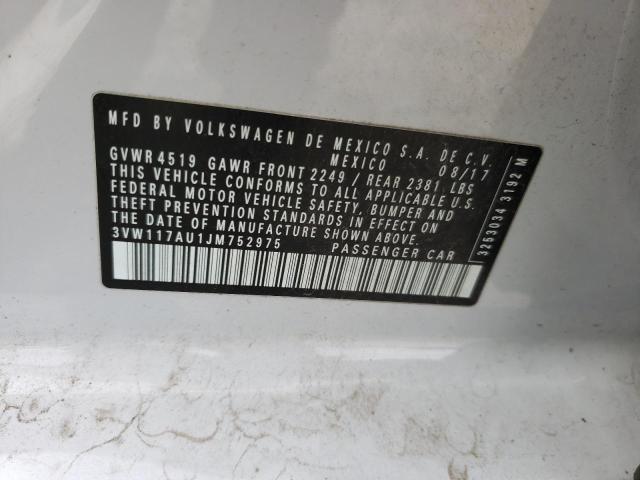 MFD BY VOLKSWAGEN DE MEXICO S.A. DE C.V.
MEXICO 08/17
GVWR 4519 GAWR FRONT 2249 / REAR 2381 LBS
THIS VEHICLE CONFORMS TO ALL APPLICABLE U.S.
FEDERAL MOTOR VEHICLE SAFETY, BUMPER AND
THEFT PREVENTION STANDARDS IN EFFECT ON
THE DATE OF MANUFACTURE SHOWN ABOVE.
3VW117AU1JM752975 PASSENGER CAR
3253034 3192 M